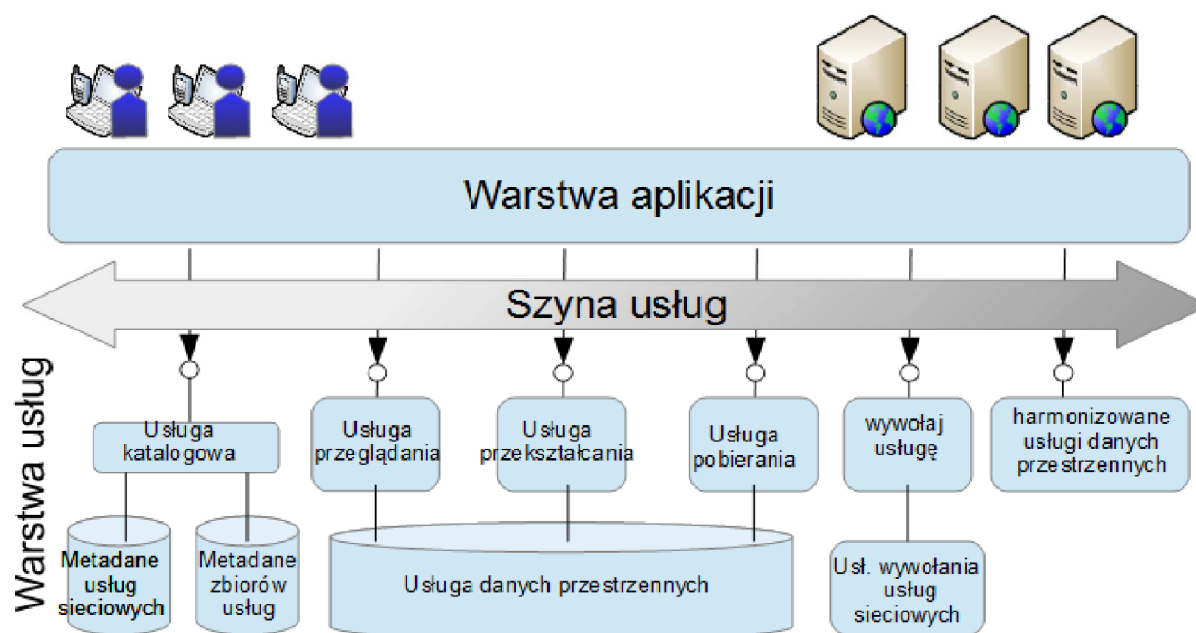 Warstwa aplikacji
Szyna usług
Warstwa usług
Usługa
katalogowa
Usługa
przeglądania
Usługa
przekształcania
Usługa
pobierania
wywołaj
usługę
harmonizowane
usługi danych
przestrzennych
Metadane
usług
sieciowych
Metadane
zbiorów
usług
Usługa danych przestrzennych
Usł. wywołania
usług
sieciowych